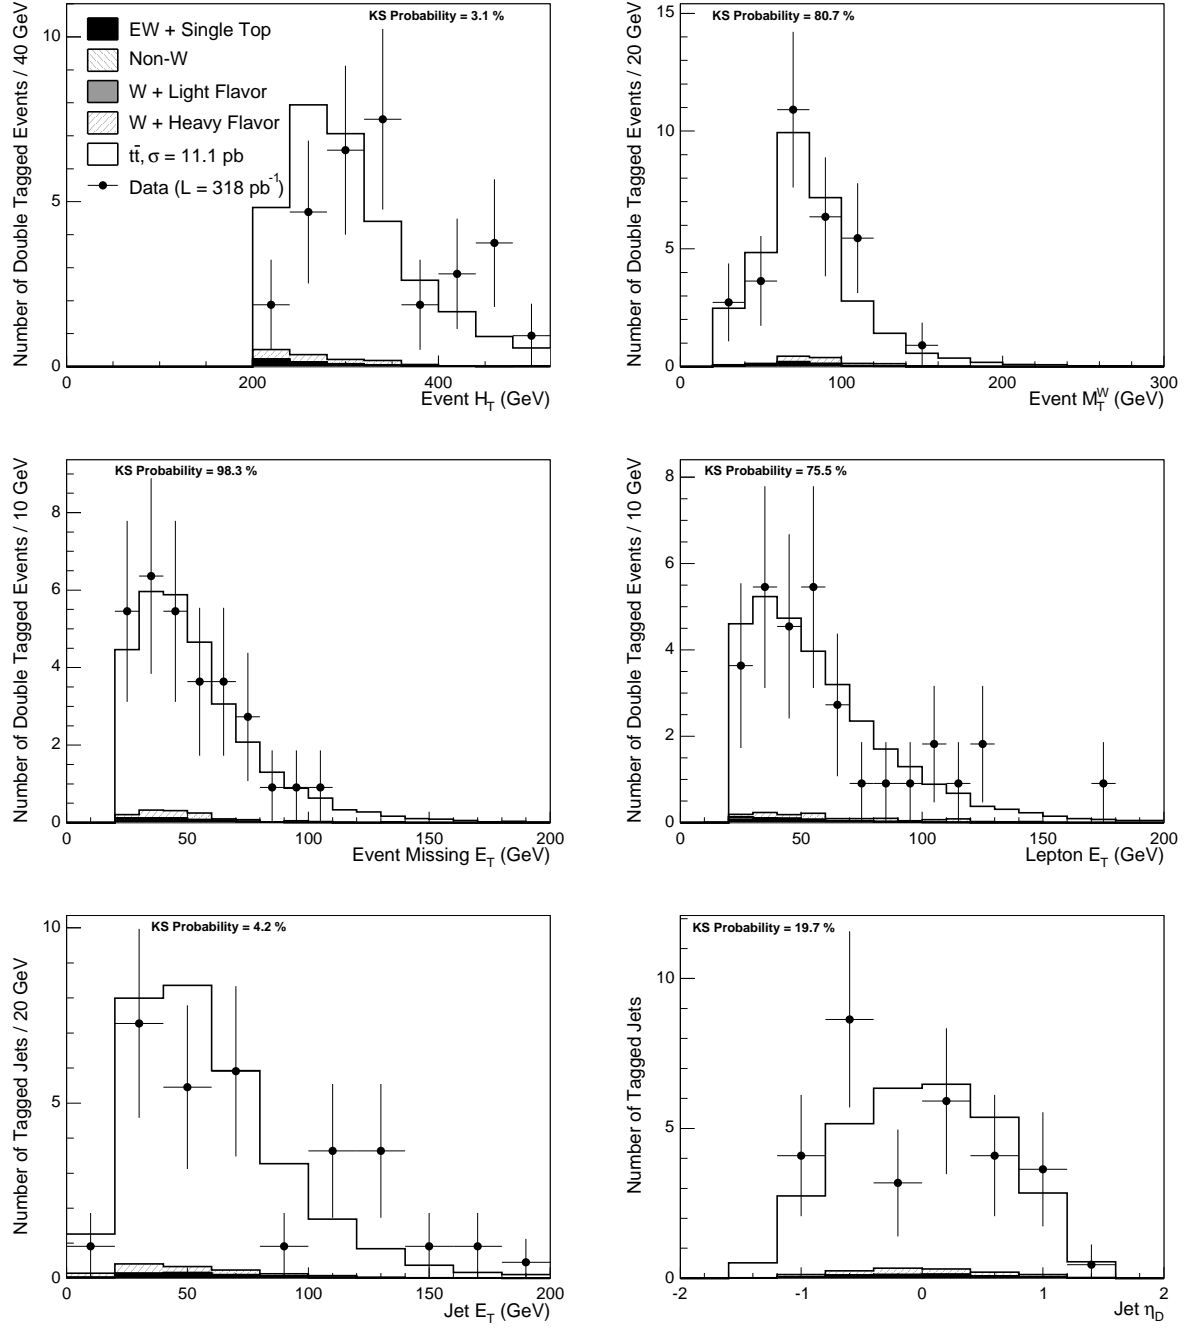 KS Probability = 3.1 %
EW + Single Top
Non-W
W + Light Flavor
W + Heavy Flavor
tt̄, σ = 11.1 pb
Data (L = 318 pb⁻¹)
Number of Double Tagged Events / 40 GeV
10
5
0
0 200 400
Event H_T (GeV)
KS Probability = 80.7 %
Number of Double Tagged Events / 20 GeV
15
10
5
0
0 100 200 300
Event M_T^W (GeV)
KS Probability = 98.3 %
Number of Double Tagged Events / 10 GeV
8
6
4
2
0
0 50 100 150 200
Event Missing E_T (GeV)
KS Probability = 75.5 %
Number of Double Tagged Events / 10 GeV
8
6
4
2
0
0 50 100 150 200
Lepton E_T (GeV)
KS Probability = 4.2 %
Number of Tagged Jets / 20 GeV
10
5
0
0 50 100 150 200
Jet E_T (GeV)
KS Probability = 19.7 %
Number of Tagged Jets
10
5
0
-2 -1 0 1 2
Jet η_D